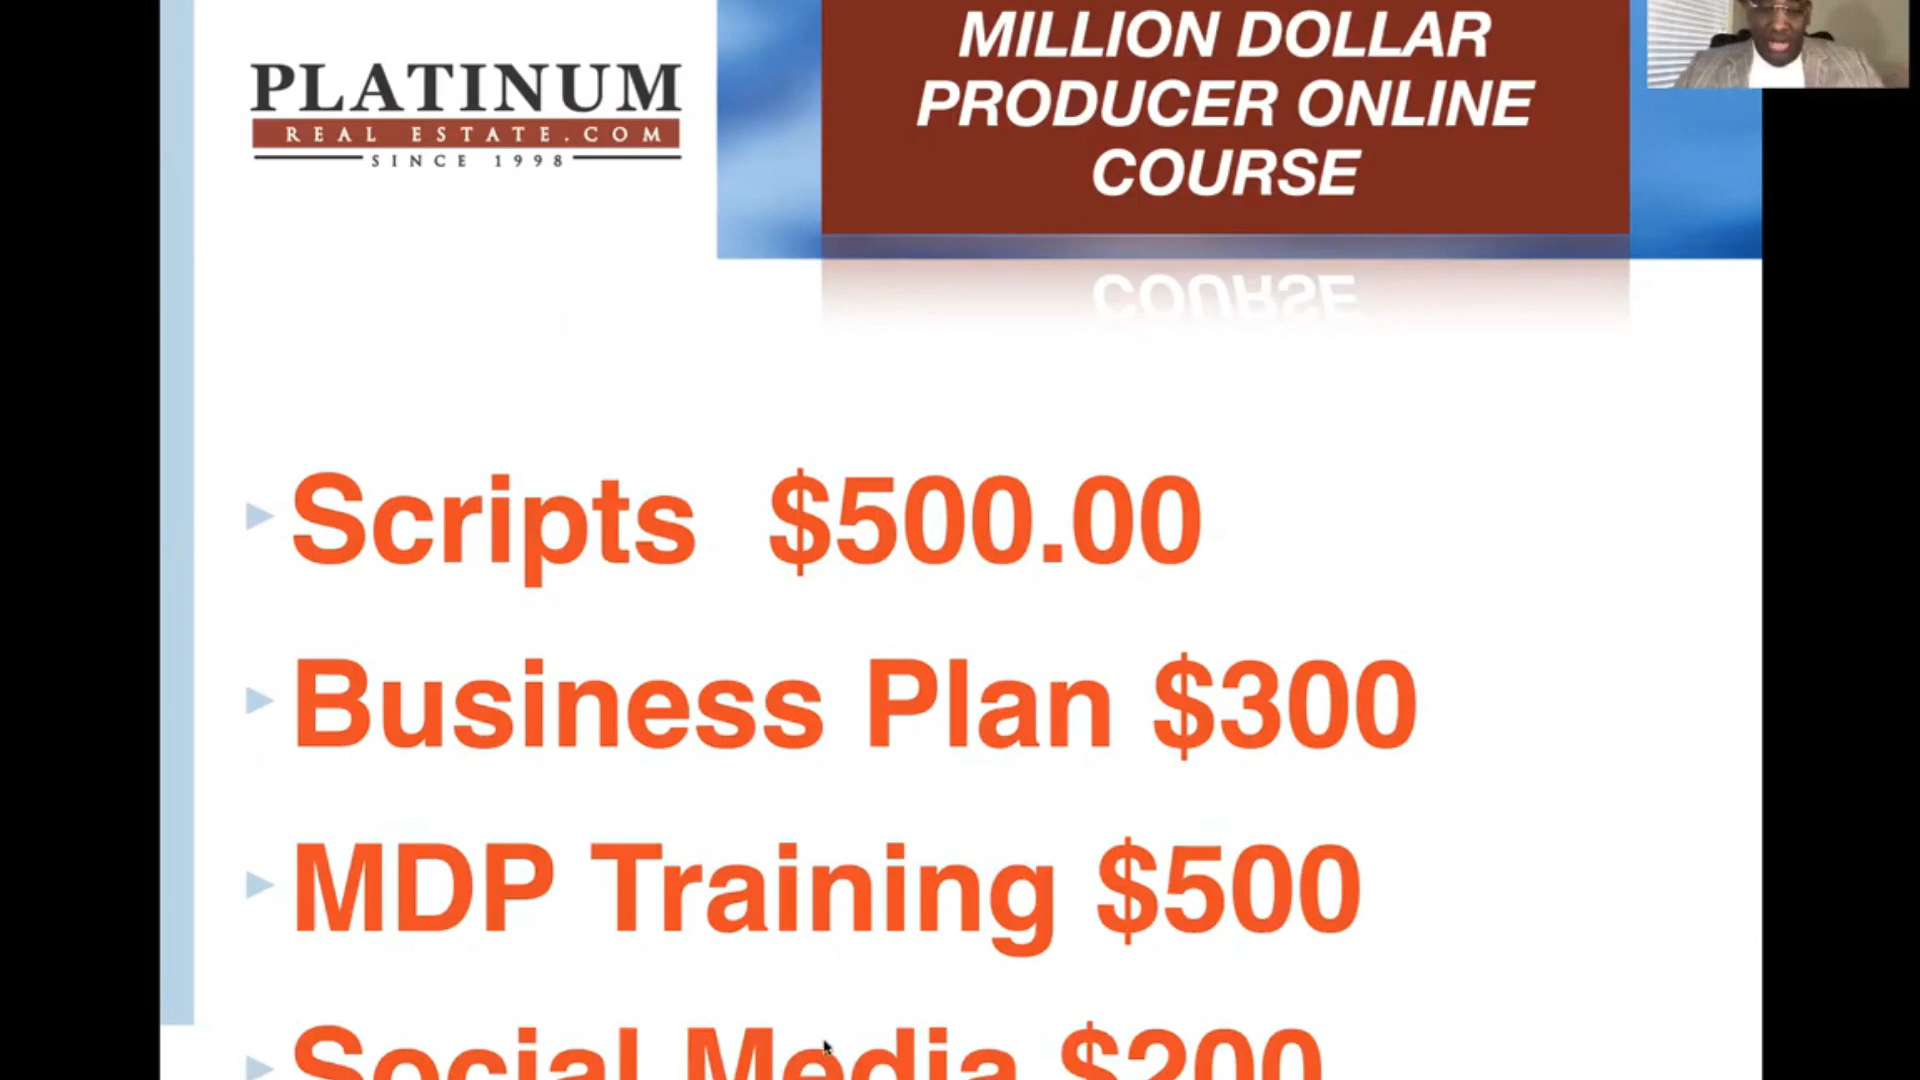 PLATINUM
REAL ESTATE.COM
SINCE 1998
MILLION DOLLAR
PRODUCER ONLINE
COURSE
Scripts $500.00
Business Plan $300
MDP Training $500
Social Media $200